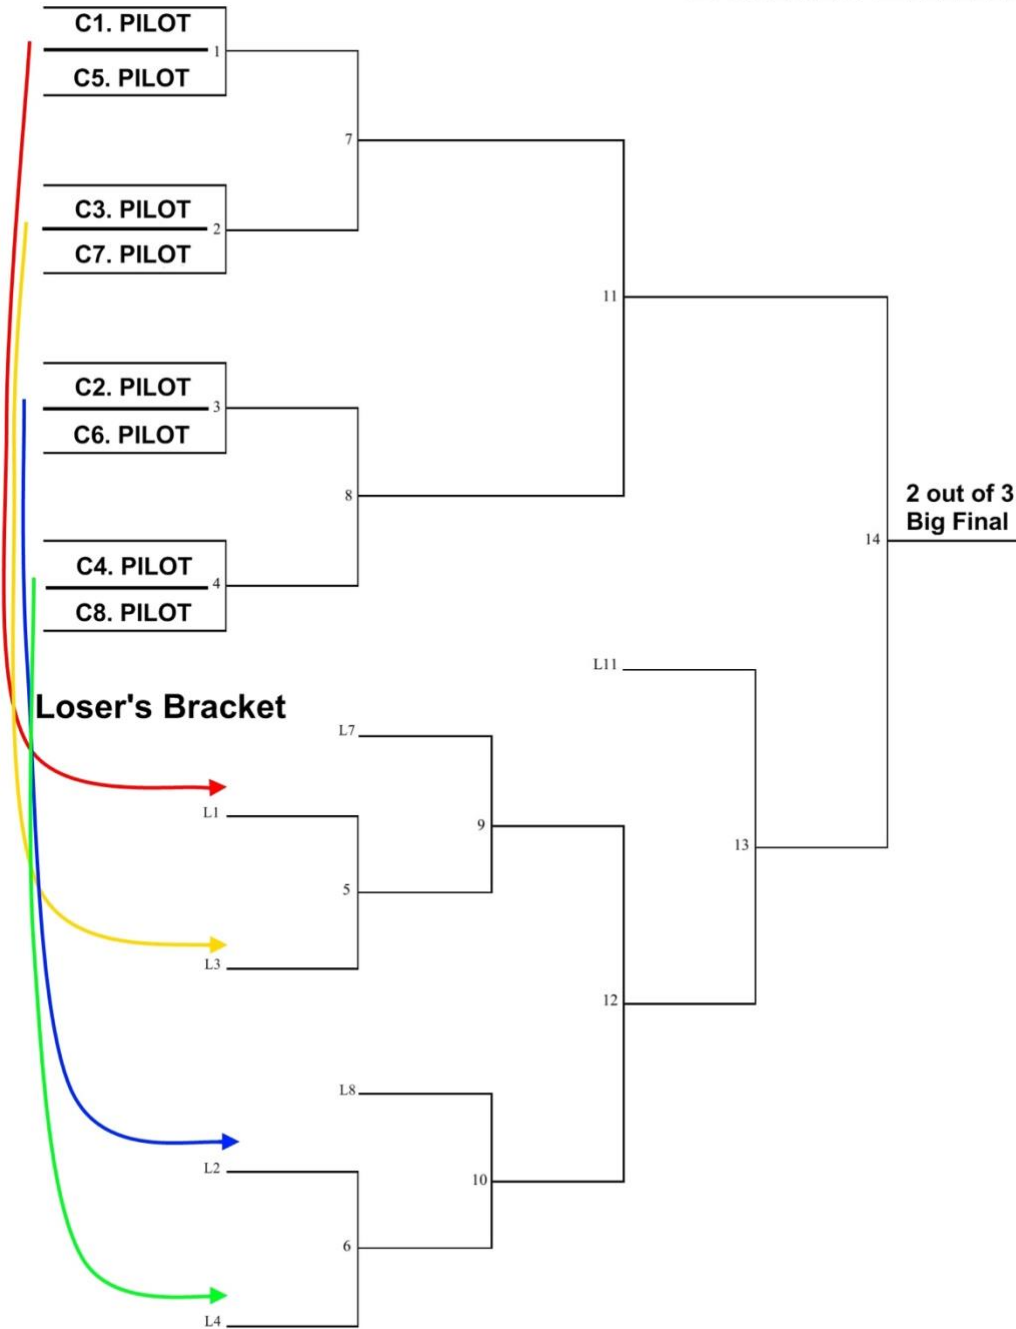 C1. PILOT
1
C5. PILOT
7
C3. PILOT
2
C7. PILOT
11
C2. PILOT
3
C6. PILOT
8
2 out of 3
Big Final
14
C4. PILOT
4
C8. PILOT
L11
Loser's Bracket
L7
L1
9
13
5
L3
12
L8
L2
10
6
L4